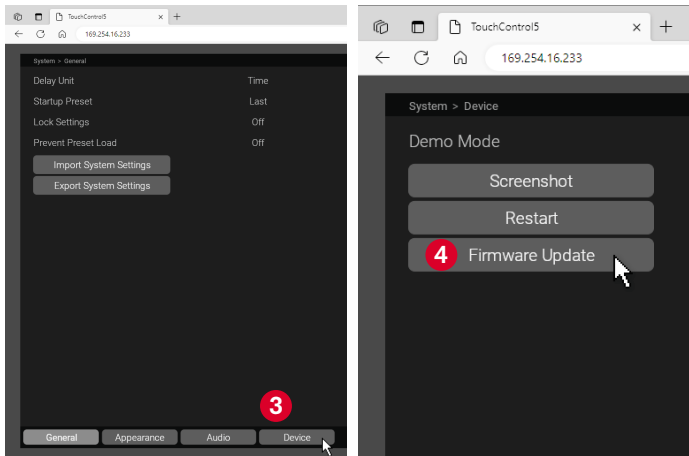 TouchControl5
169.254.16.233
System > General
Delay Unit Time
Startup Preset Last
Lock Settings Off
Prevent Preset Load Off
Import System Settings
Export System Settings
3
General Appearance Audio Device
TouchControl5
169.254.16.233
System > Device
Demo Mode
Screenshot
Restart
4 Firmware Update